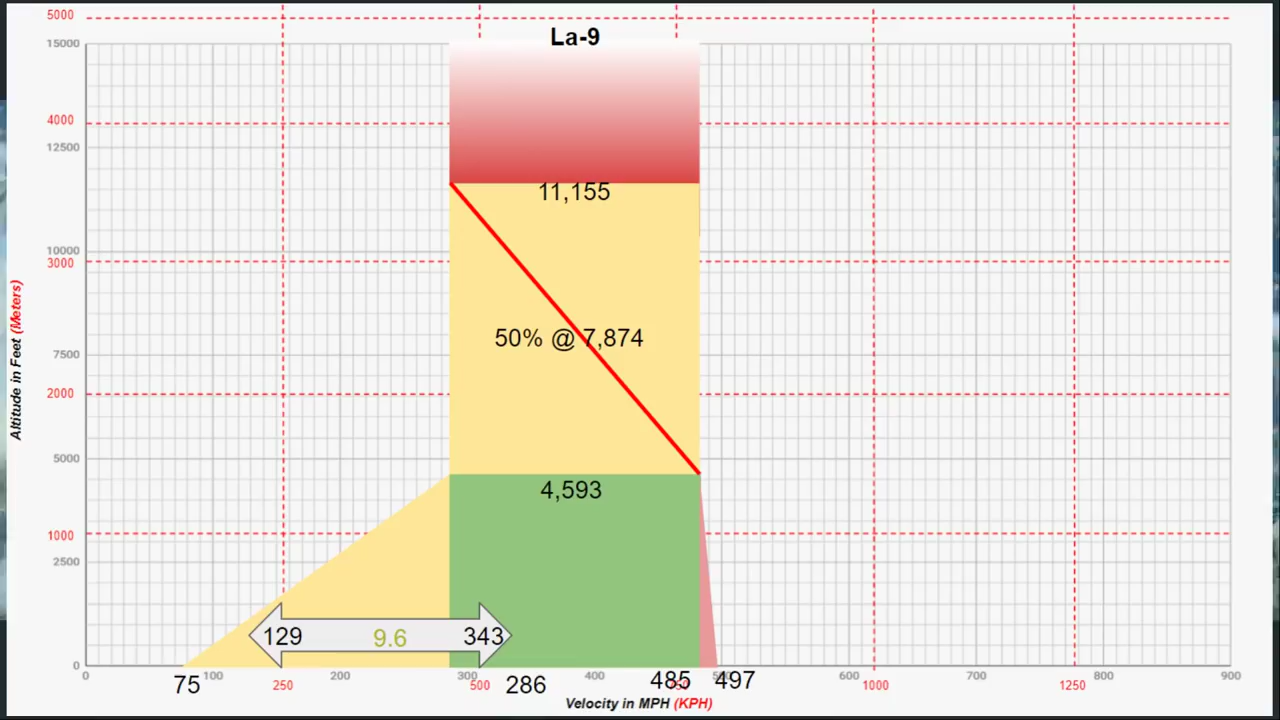 5000
La-9
15000
4000
12500
11,155
10000
3000
50% @ 7,874
7500
2000
5000
4,593
1000
2500
129 9.6 343
0
0 100 200 300 400 600 700 800 900
75 250 500 286 485 497 1000 1250
Velocity in MPH (KPH)
Altitude in Feet (Meters)